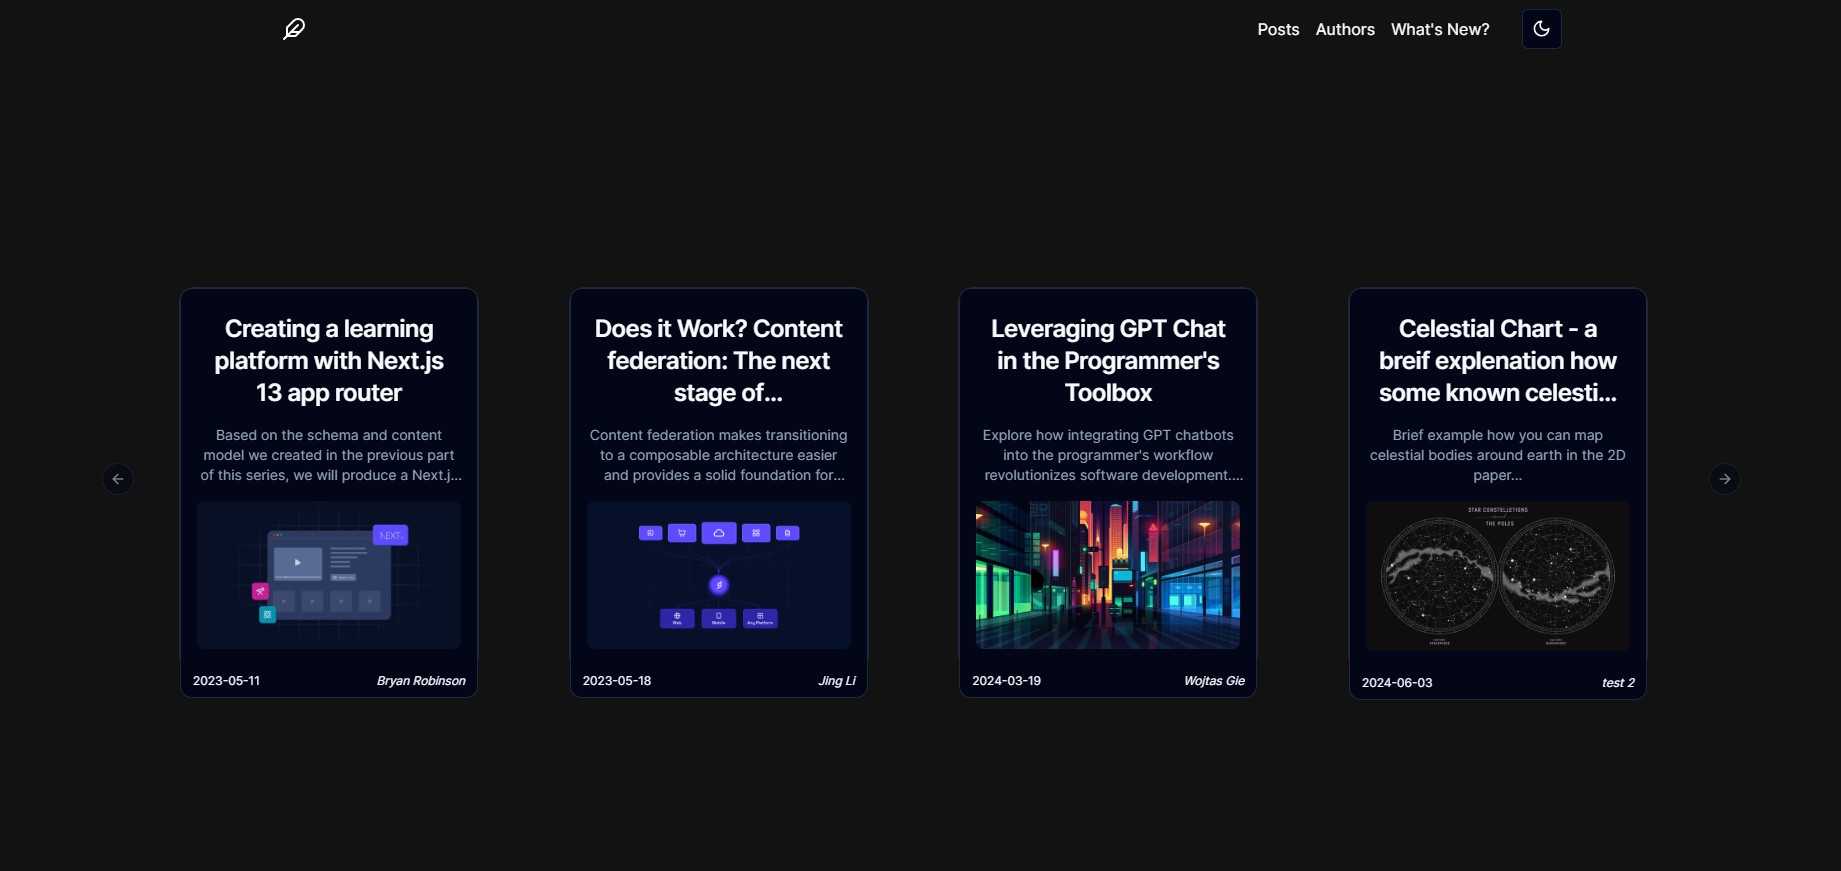 Posts Authors What's New?
Creating a learning
platform with Next.js
13 app router
Based on the schema and content
model we created in the previous part
of this series, we will produce a Next.j...
NEXT
2023-05-11 Bryan Robinson
Does it Work? Content
federation: The next
stage of...
Content federation makes transitioning
to a composable architecture easier
and provides a solid foundation for...
Web Mobile Any Platform
2023-05-18 Jing Li
Leveraging GPT Chat
in the Programmer's
Toolbox
Explore how integrating GPT chatbots
into the programmer's workflow
revolutionizes software development....
2024-03-19 Wojtas Gie
Celestial Chart - a
breif explenation how
some known celesti...
Brief example how you can map
celestial bodies around earth in the 2D
paper...
STAR CONSTELLETIONS
THE POLES
2024-06-03 test 2